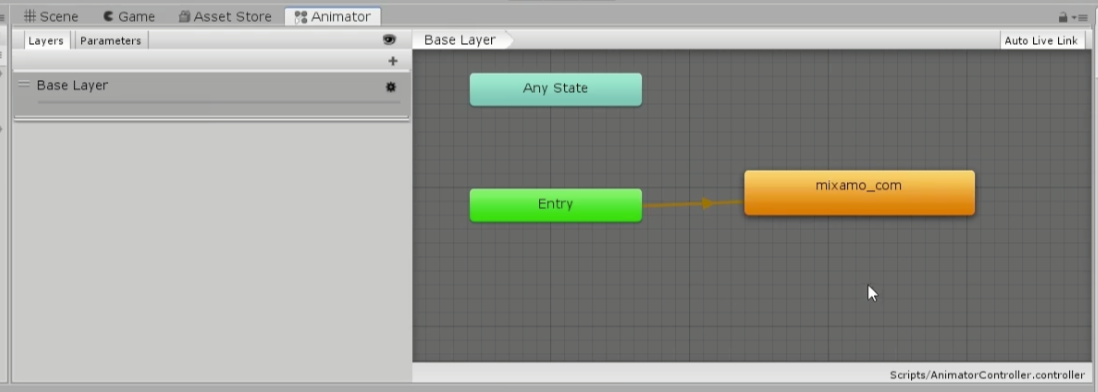 Scene Game Asset Store Animator
Layers Parameters
Base Layer
Auto Live Link
Base Layer
Any State
Entry
mixamo_com
Scripts/AnimatorController.controller